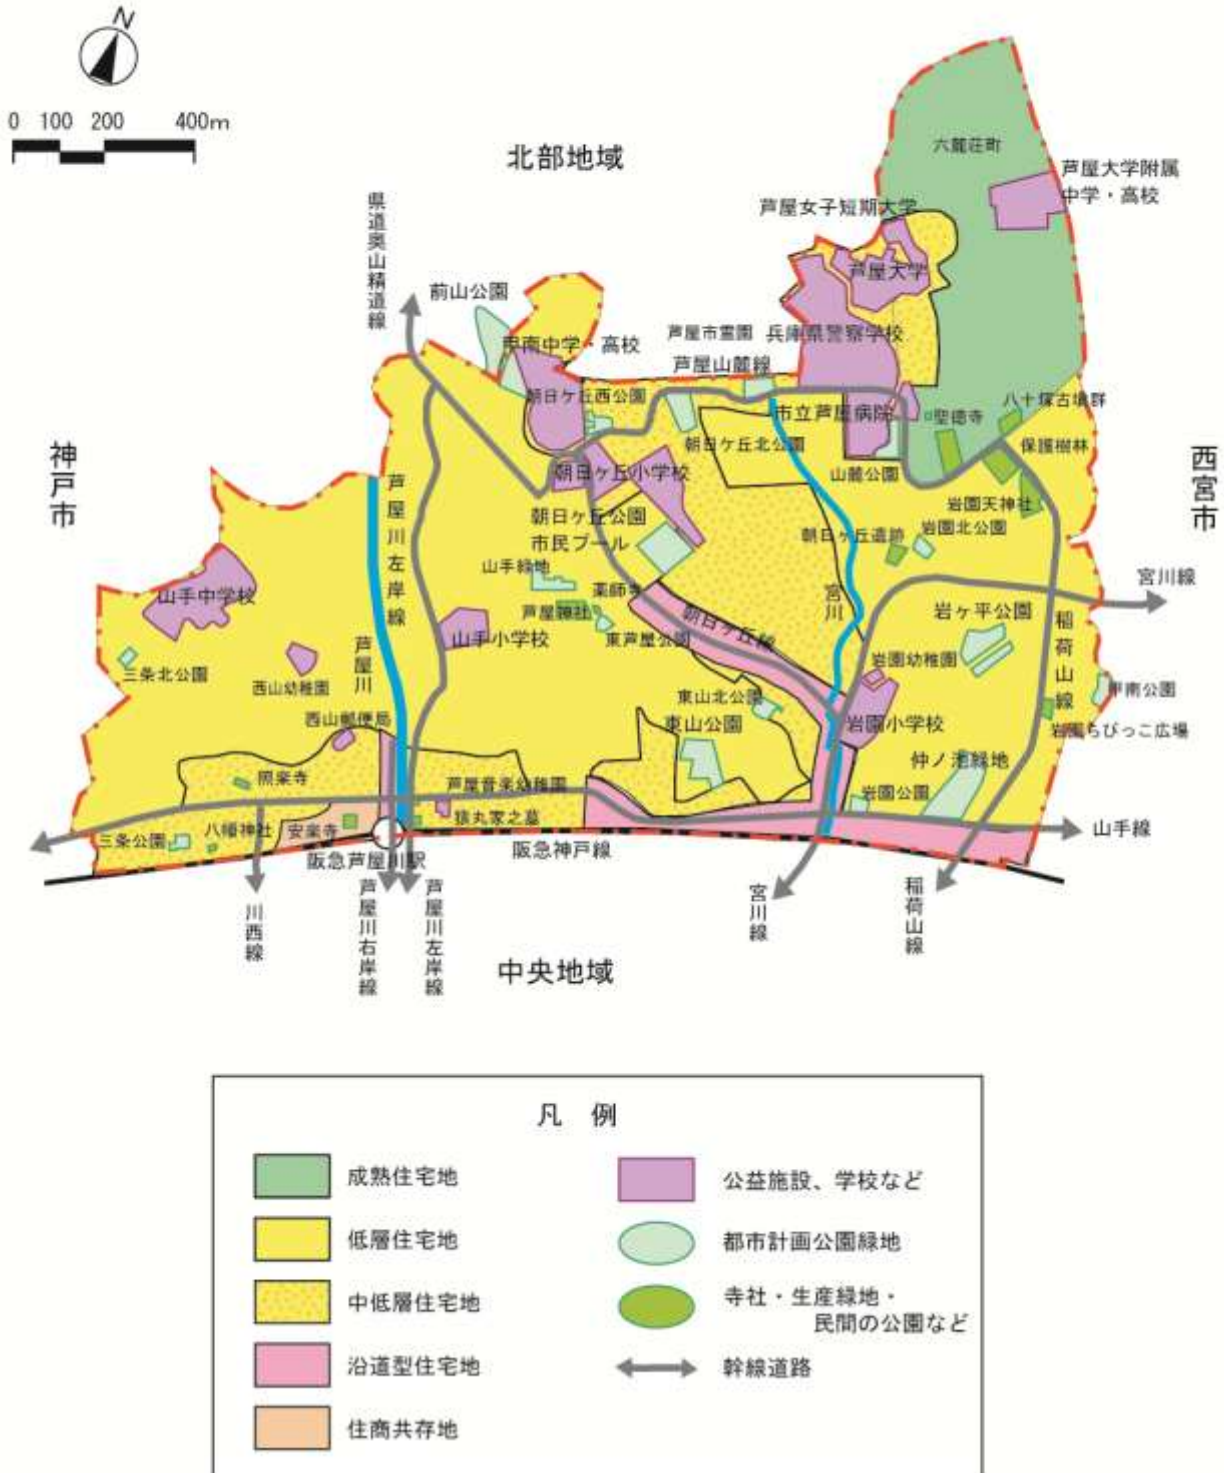 N
0 100 200 400m
北部地域
六麓荘町
芦屋大学附属
中学・高校
芦屋女子短期大学
県道奥山精道線
芦屋大学
前山公園
芦屋市霊園
兵庫県警察学校
甲南中学・高校
芦屋山麓線
朝日ケ丘西公園
市立芦屋病院
聖徳寺
八十塚古墳群
神戸市
朝日ケ丘北公園
保護樹林
西宮市
朝日ヶ丘小学校
山麓公園
芦屋川左岸線
岩園天神社
朝日ヶ丘公園
市民プール
朝日ケ丘遺跡
岩園北公園
山手緑地
宮川線
山手中学校
薬師寺
宮川
岩ヶ平公園
芦屋神社
朝日ケ丘線
稲荷山線
山手小学校
東芦屋公園
芦屋川
岩園幼稚園
三条北公園
西山幼稚園
東山北公園
甲南公園
西山郵便局
東山公園
岩園小学校
岩園ちびっこ広場
仲ノ池緑地
照楽寺
芦屋音楽幼稚園
岩園公園
猿丸家之墓
三条公園
八幡神社
安楽寺
山手線
阪急芦屋川駅
阪急神戸線
川西線
芦屋川右岸線
芦屋川左岸線
宮川線
稲荷山線
中央地域
凡 例
成熟住宅地
公益施設、学校など
低層住宅地
都市計画公園緑地
中低層住宅地
寺社・生産緑地・
民間の公園など
沿道型住宅地
幹線道路
住商共存地